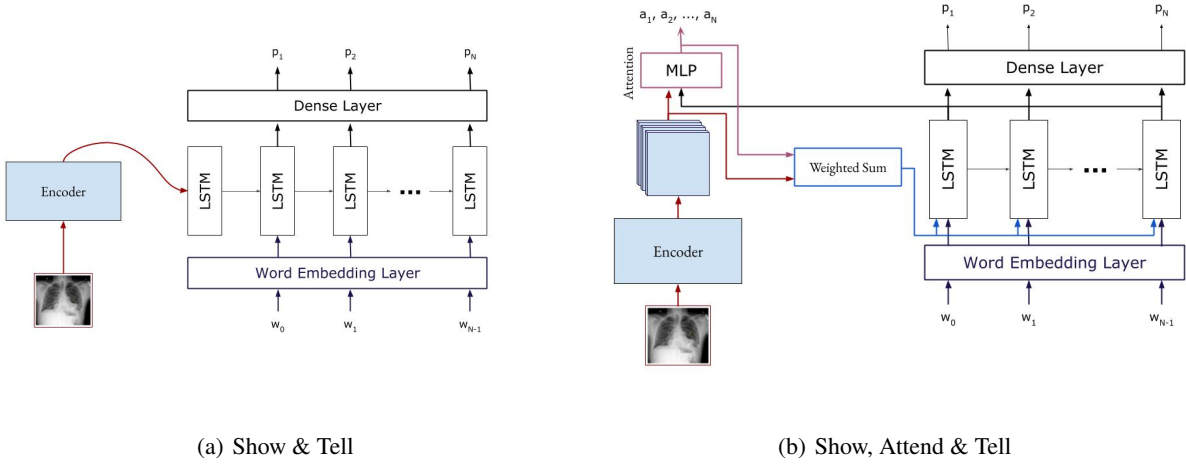 p1 p2 pN
Dense Layer
Encoder
LSTM LSTM LSTM ... LSTM
Word Embedding Layer
w0 w1 wN-1
(a) Show & Tell
a1, a2, ..., aN
Attention
MLP
p1 p2 pN
Dense Layer
Weighted Sum
LSTM LSTM ... LSTM
Encoder
Word Embedding Layer
w0 w1 wN-1
(b) Show, Attend & Tell